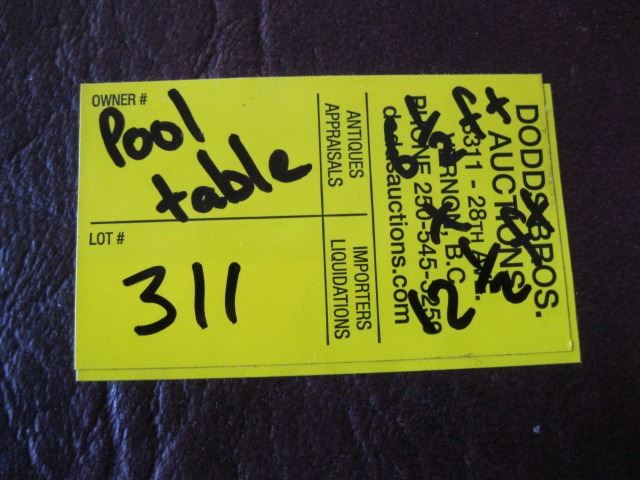 OWNER #
Pool
table
LOT #
311
ANTIQUES
APPRAISALS
IMPORTERS
LIQUIDATIONS
DODDS BROS.
AUCTIONS
3311 - 28TH
VERNON, B.C.
PHONE 250-545-3259
doddsauctions.com